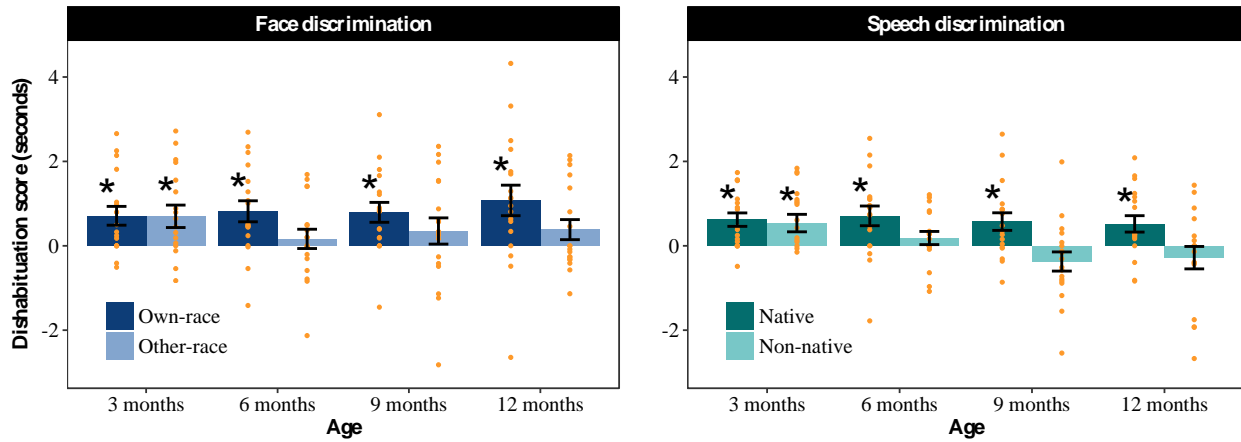 Face discrimination
Dishabituation score (seconds)
4
2
0
-2
*
*
*
*
*
Own-race
Other-race
3 months
6 months
9 months
12 months
Age
Speech discrimination
4
2
0
-2
*
*
*
*
*
Native
Non-native
3 months
6 months
9 months
12 months
Age